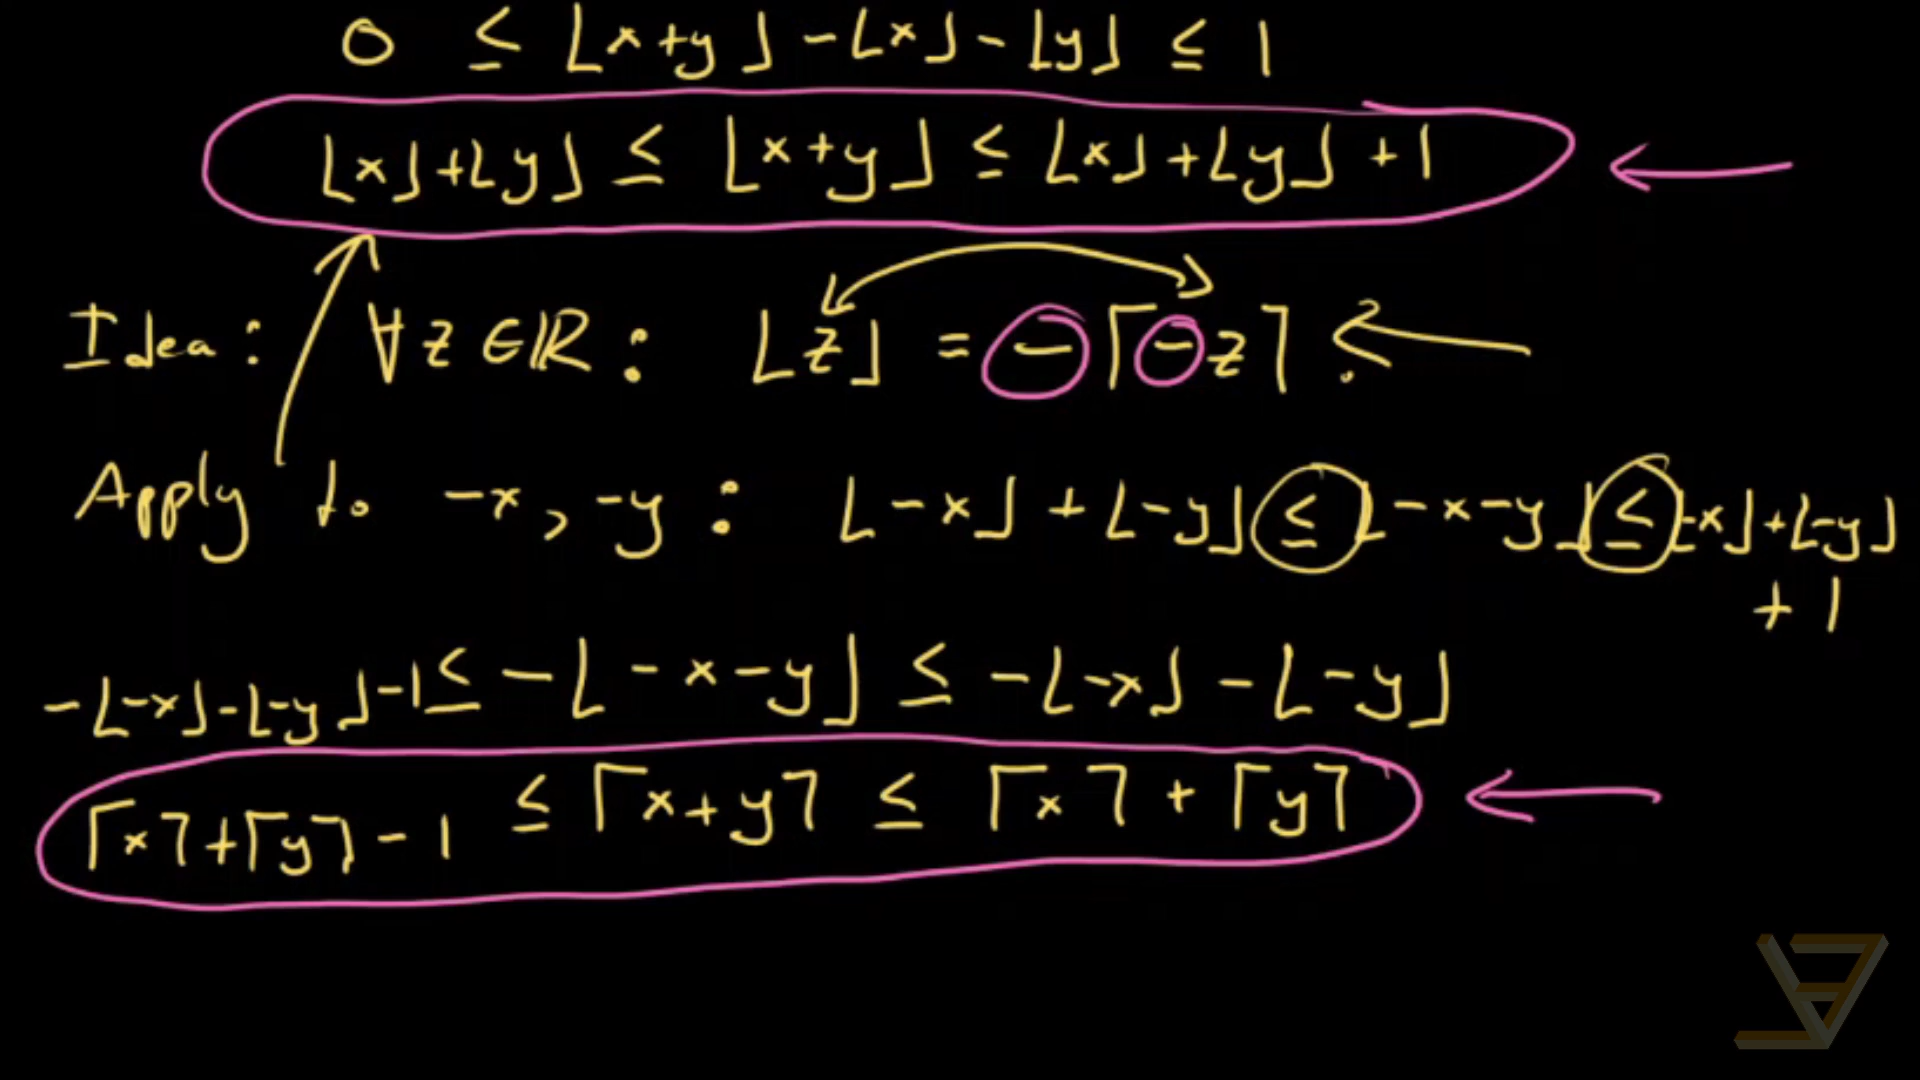 0 ≤ ⌊x+y⌋ - ⌊x⌋ - ⌊y⌋ ≤ 1
⌊x⌋+⌊y⌋ ≤ ⌊x+y⌋ ≤ ⌊x⌋+⌊y⌋+1
Idea: ∀z∈ℝ: ⌊z⌋ = -⌈-z⌉.
Apply to -x, -y: ⌊-x⌋ + ⌊-y⌋ ≤ ⌊-x-y⌋ ≤ ⌊-x⌋+⌊-y⌋
+1
-⌊-x⌋-⌊-y⌋-1 ≤ -⌊-x-y⌋ ≤ -⌊-x⌋ - ⌊-y⌋
⌈x⌉+⌈y⌉-1 ≤ ⌈x+y⌉ ≤ ⌈x⌉+⌈y⌉